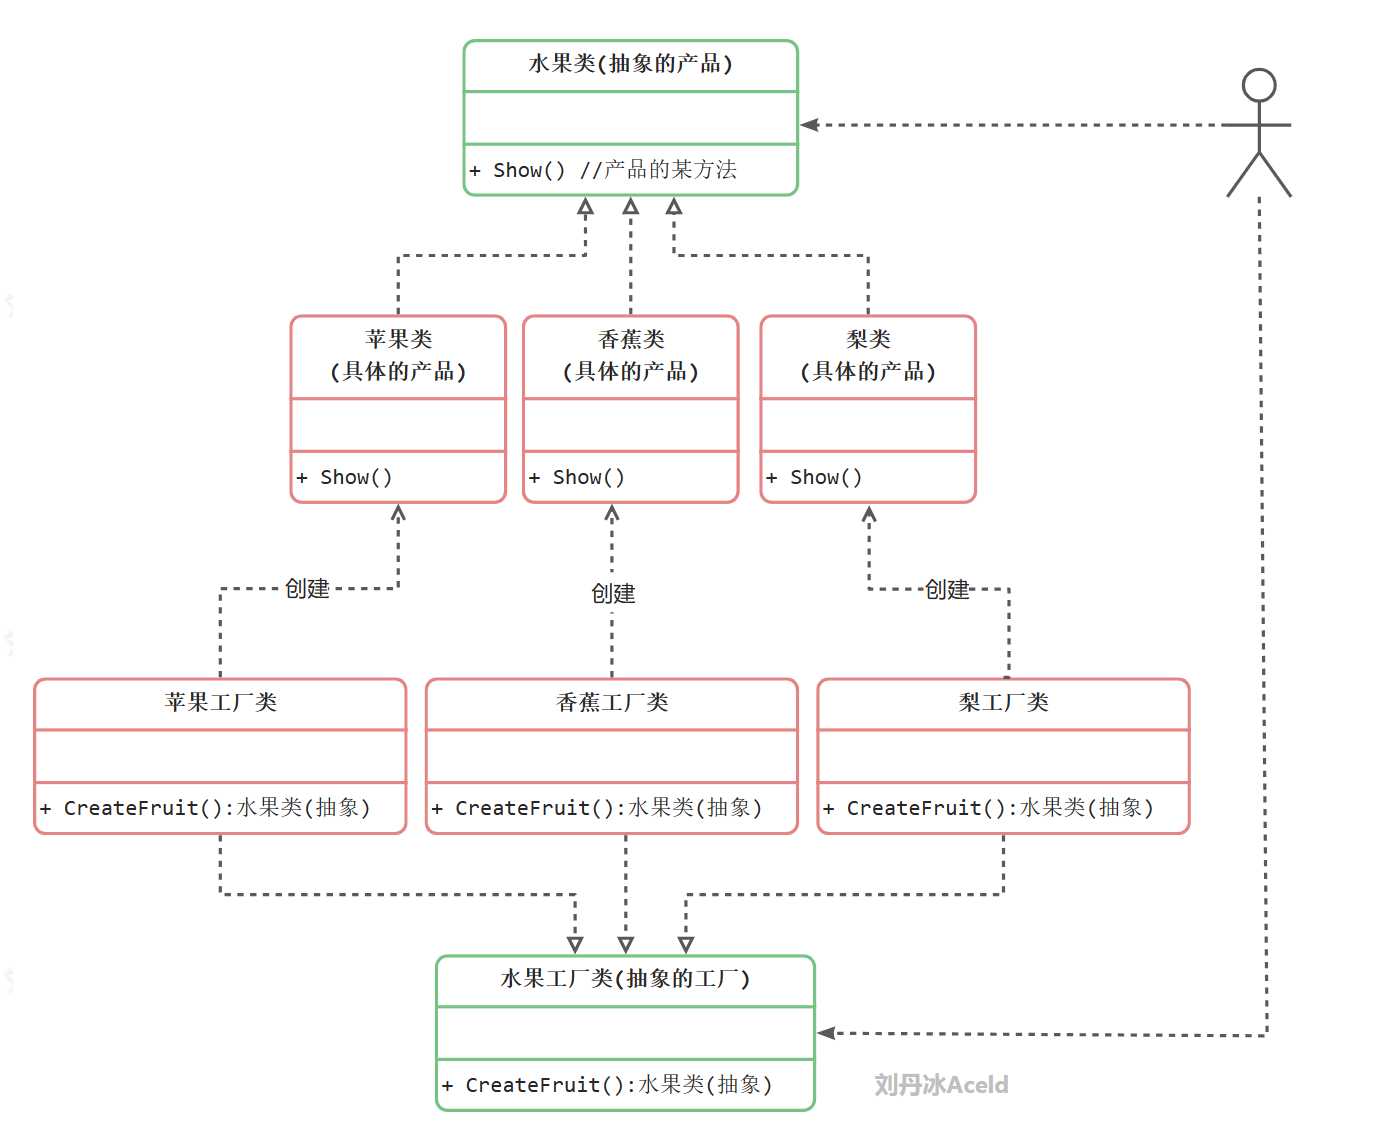 水果类(抽象的产品)
+ Show() //产品的某方法
苹果类
(具体的产品)
+ Show()
香蕉类
(具体的产品)
+ Show()
梨类
(具体的产品)
+ Show()
创建
创建
创建
苹果工厂类
+ CreateFruit():水果类(抽象)
香蕉工厂类
+ CreateFruit():水果类(抽象)
梨工厂类
+ CreateFruit():水果类(抽象)
水果工厂类(抽象的工厂)
+ CreateFruit():水果类(抽象)
刘丹冰Aceld